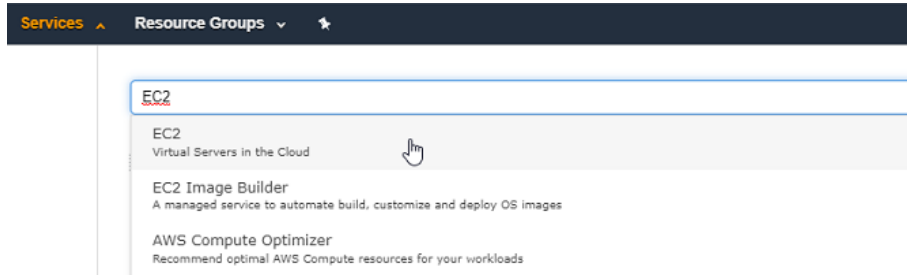 Services Resource Groups
EC2
EC2
Virtual Servers in the Cloud
EC2 Image Builder
A managed service to automate build, customize and deploy OS images
AWS Compute Optimizer
Recommend optimal AWS Compute resources for your workloads